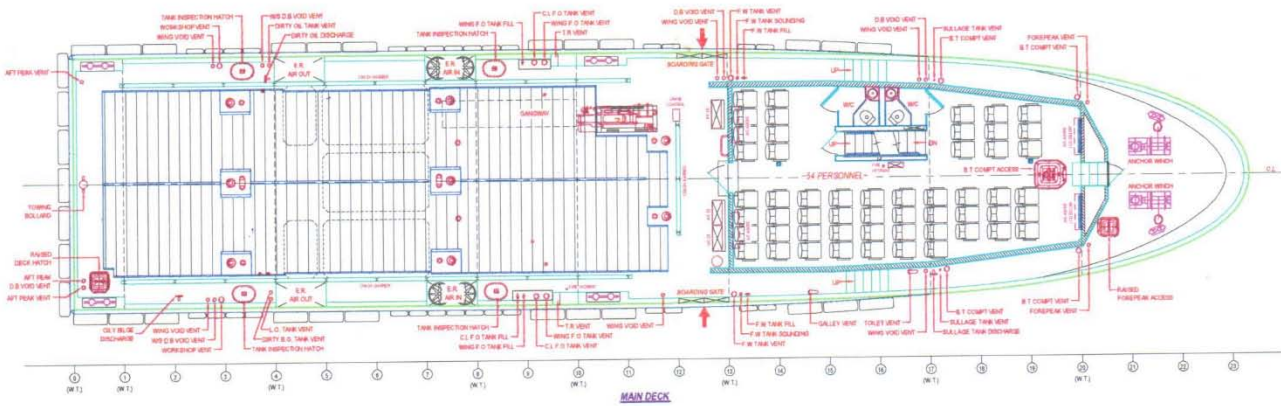 TANK INSPECTION HATCH
WORKSHOP VENT
WING VOID VENT
W/S D.B VOID VENT
DIRTY OIL TANK VENT
DIRTY OIL DISCHARGE
WING F.O TANK FILL
TANK INSPECTION HATCH
C.L F.O TANK VENT
WING F.O TANK VENT
T.R VENT
D.B VOID VENT
WING VOID VENT
F.W TANK VENT
F.W TANK SOUNDING
F.W TANK FILL
D.B VOID VENT
WING VOID VENT
SULLAGE TANK VENT
B.T COMPT VENT
FOREPEAK VENT
B.T COMPT VENT
AFT PEAK VENT
E.R.
AIR OUT
E.R.
AIR IN
BOARDING GATE
UP
W/C
W/C
GANGWAY
UP
DN
54 PERSONNEL
B.T COMPT ACCESS
ANCHOR WINCH
ANCHOR WINCH
C.L
TOWING
BOLLARD
RAISED
DECK HATCH
AFT PEAK
D.B VOID VENT
AFT PEAK VENT
E.R.
AIR OUT
E.R.
AIR IN
BOARDING GATE
UP
RAISED
FOREPEAK ACCESS
OILY BILGE
DISCHARGE
WING VOID VENT
W/S D.B VOID VENT
WORKSHOP VENT
L.O. TANK VENT
DIRTY B.O. TANK VENT
TANK INSPECTION HATCH
TANK INSPECTION HATCH
C.L F.O TANK FILL
WING F.O TANK FILL
T.R VENT
WING F.O TANK VENT
C.L F.O TANK VENT
WING VOID VENT
F.W TANK FILL
F.W TANK SOUNDING
F.W TANK VENT
GALLEY VENT
TOILET VENT
WING VOID VENT
B.T COMPT VENT
SULLAGE TANK VENT
SULLAGE TANK DISCHARGE
B.T COMPT VENT
FOREPEAK VENT
0 1 2 3 4 5 6 7 8 9 10 11 12 13 14 15 16 17 18 19 20 21 22 23
(W.T.) (W.T.) (W.T.) (W.T.) (W.T.) (W.T.) (W.T.) (W.T.)
MAIN DECK